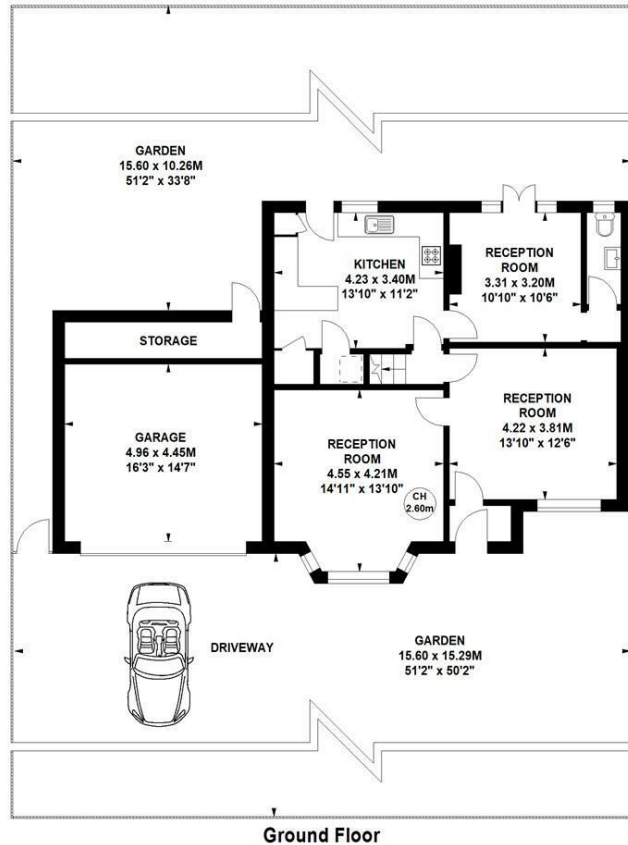 GARDEN
15.60 x 10.26M
51'2" x 33'8"
KITCHEN
4.23 x 3.40M
13'10" x 11'2"
RECEPTION
ROOM
3.31 x 3.20M
10'10" x 10'6"
STORAGE
GARAGE
4.96 x 4.45M
16'3" x 14'7"
RECEPTION
ROOM
4.55 x 4.21M
14'11" x 13'10"
CH
2.60m
RECEPTION
ROOM
4.22 x 3.81M
13'10" x 12'6"
DRIVEWAY
GARDEN
15.60 x 15.29M
51'2" x 50'2"
Ground Floor